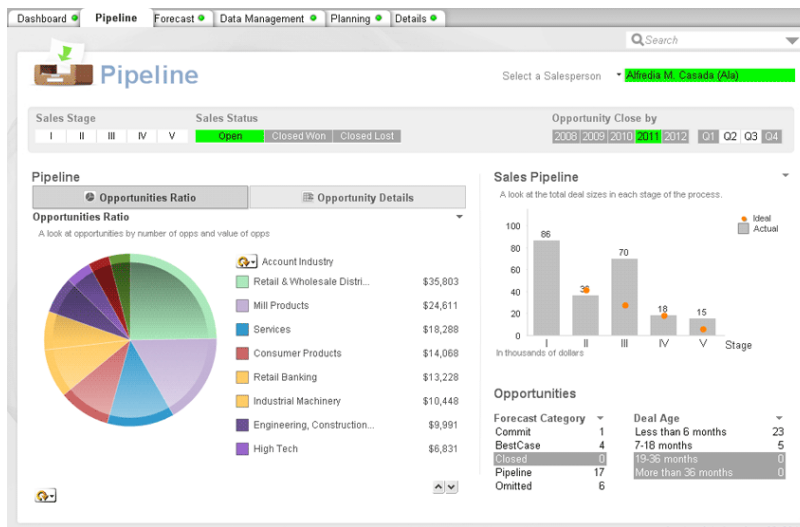 Dashboard Pipeline Forecast Data Management Planning Details
Search
Pipeline
Select a Salesperson Alfredia M. Casada (Ala)
Sales Stage Sales Status Opportunity Close by
I II III IV V Open Closed Won Closed Lost 2008 2009 2010 2011 2012 Q1 Q2 Q3 Q4
Pipeline
Opportunities Ratio Opportunity Details
Opportunities Ratio
A look at opportunities by number of opps and value of opps
Account Industry
Retail & Wholesale Distri... $35,803
Mill Products $24,611
Services $18,288
Consumer Products $14,068
Retail Banking $13,228
Industrial Machinery $10,448
Engineering, Construction... $9,991
High Tech $6,831
Sales Pipeline
A look at the total deal sizes in each stage of the process.
Ideal
Actual
100
80
60
40
20
0
86
70
18
15
I II III IV V Stage
In thousands of dollars
Opportunities
Forecast Category Deal Age
Commit 1 Less than 6 months 23
BestCase 4 7-18 months 5
Closed 0 19-36 months 0
Pipeline 17 More than 36 months 0
Omitted 6